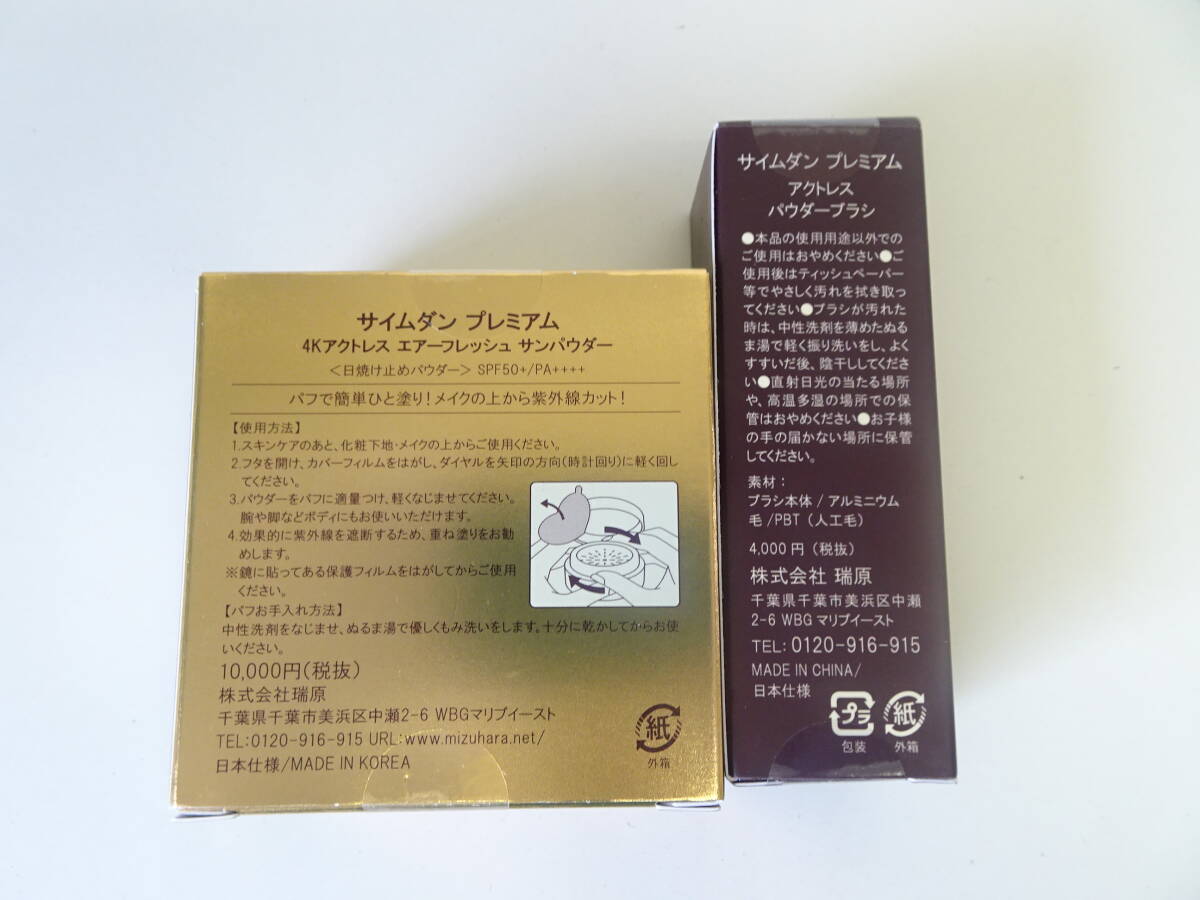 サイムダン プレミアム
4Kアクトレス エアーフレッシュ サンパウダー
＜日焼け止めパウダー＞ SPF50+/PA++++
パフで簡単ひと塗り！メイクの上から紫外線カット！
【使用方法】
1.スキンケアのあと、化粧下地・メイクの上からご使用ください。
2.フタを開け、カバーフィルムをはがし、ダイヤルを矢印の方向(時計回り)に軽く回し
てください。
3.パウダーをパフに適量つけ、軽くなじませてください。
腕や脚などボディにもお使いいただけます。
4.効果的に紫外線を遮断するため、重ね塗りをお勧
めします。
※鏡に貼ってある保護フィルムをはがしてからご使用
ください。
【パフお手入れ方法】
中性洗剤をなじませ、ぬるま湯で優しくもみ洗いをします。十分に乾かしてからお使
いください。
10,000円(税抜)
株式会社瑞原
千葉県千葉市美浜区中瀬2-6 WBGマリブイースト
TEL:0120-916-915 URL:www.mizuhara.net/
日本仕様/MADE IN KOREA
紙
外箱
サイムダン プレミアム
アクトレス
パウダーブラシ
●本品の使用用途以外での
ご使用はおやめください●ご
使用後はティッシュペーパー
等でやさしく汚れを拭き取っ
てください●ブラシが汚れた
時は、中性洗剤を薄めたぬる
ま湯で軽く振り洗いをし、よく
すすいだ後、陰干ししてくださ
い●直射日光の当たる場所
や、高温多湿の場所での保
管はおやめください●お子様
の手の届かない場所に保管
してください。
素材：
ブラシ本体/アルミニウム
毛/PBT（人工毛）
4,000円（税抜）
株式会社 瑞原
千葉県千葉市美浜区中瀬
2-6 WBG マリブイースト
TEL: 0120-916-915
MADE IN CHINA/
日本仕様
プラ
包装
紙
外箱